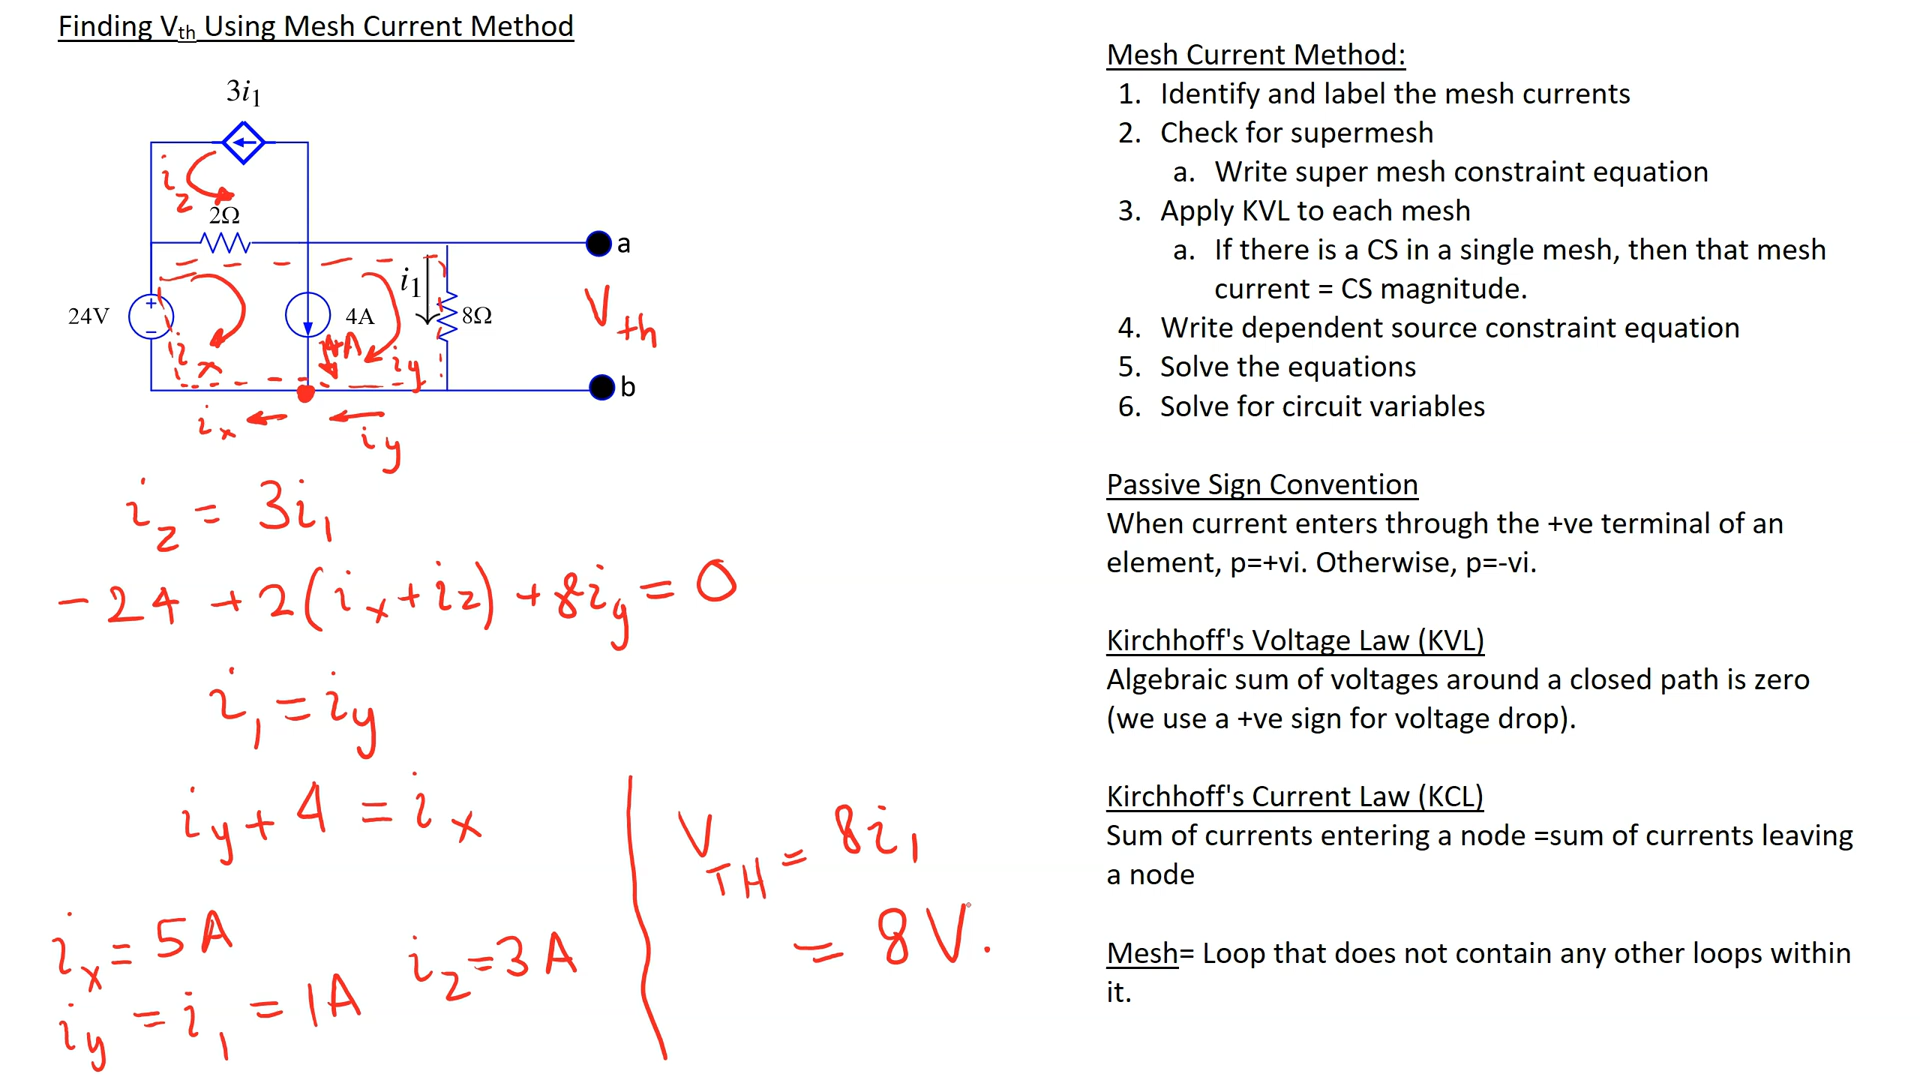 Finding Vth Using Mesh Current Method
3i1
i2
2Ω
a
i1
24V
+
−
4A
8Ω
Vth
ix
4A
iy
b
ix
iy
i2 = 3i1
-24 + 2(ix+i2) + 8iy = 0
i1 = iy
iy + 4 = ix
ix = 5A
i2 = 3A
iy = i1 = 1A
VTH = 8i1
= 8V.
Mesh Current Method:
1. Identify and label the mesh currents
2. Check for supermesh
a. Write super mesh constraint equation
3. Apply KVL to each mesh
a. If there is a CS in a single mesh, then that mesh
current = CS magnitude.
4. Write dependent source constraint equation
5. Solve the equations
6. Solve for circuit variables
Passive Sign Convention
When current enters through the +ve terminal of an
element, p=+vi. Otherwise, p=-vi.
Kirchhoff's Voltage Law (KVL)
Algebraic sum of voltages around a closed path is zero
(we use a +ve sign for voltage drop).
Kirchhoff's Current Law (KCL)
Sum of currents entering a node =sum of currents leaving
a node
Mesh= Loop that does not contain any other loops within
it.